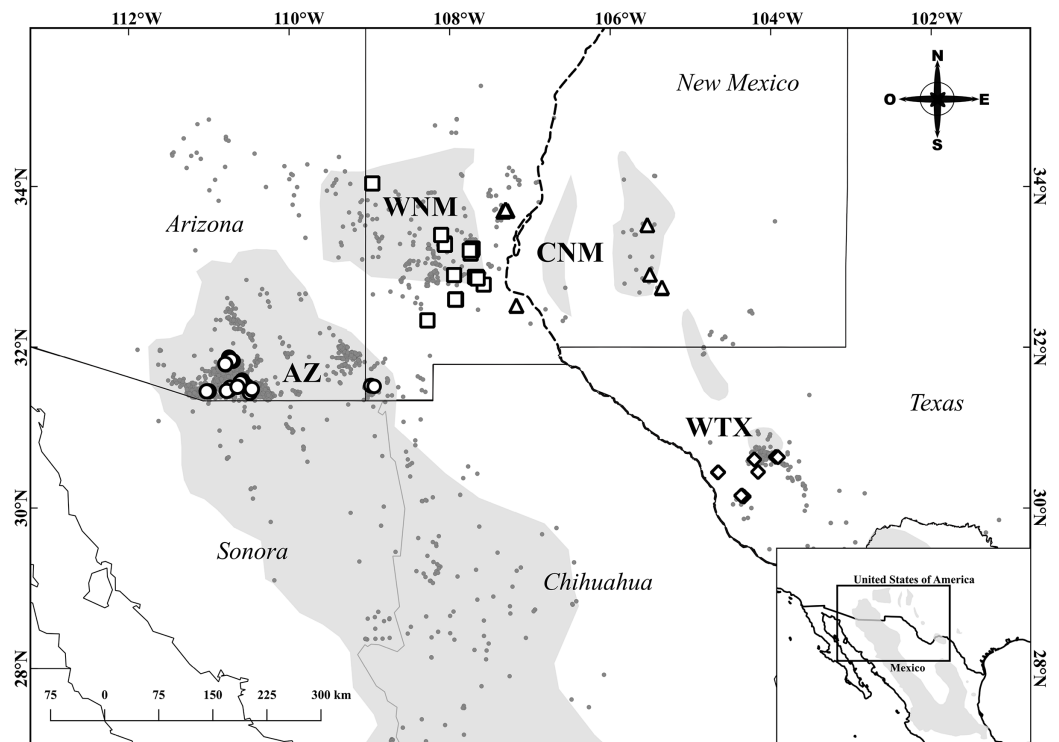 112°W 110°W 108°W 106°W 104°W 102°W
New Mexico
N
O E
S
34°N 34°N
WNM
Arizona
CNM
32°N 32°N
AZ
Texas
WTX
30°N 30°N
Sonora
Chihuahua
United States of America
28°N 28°N
Mexico
75 0 75 150 225 300 km